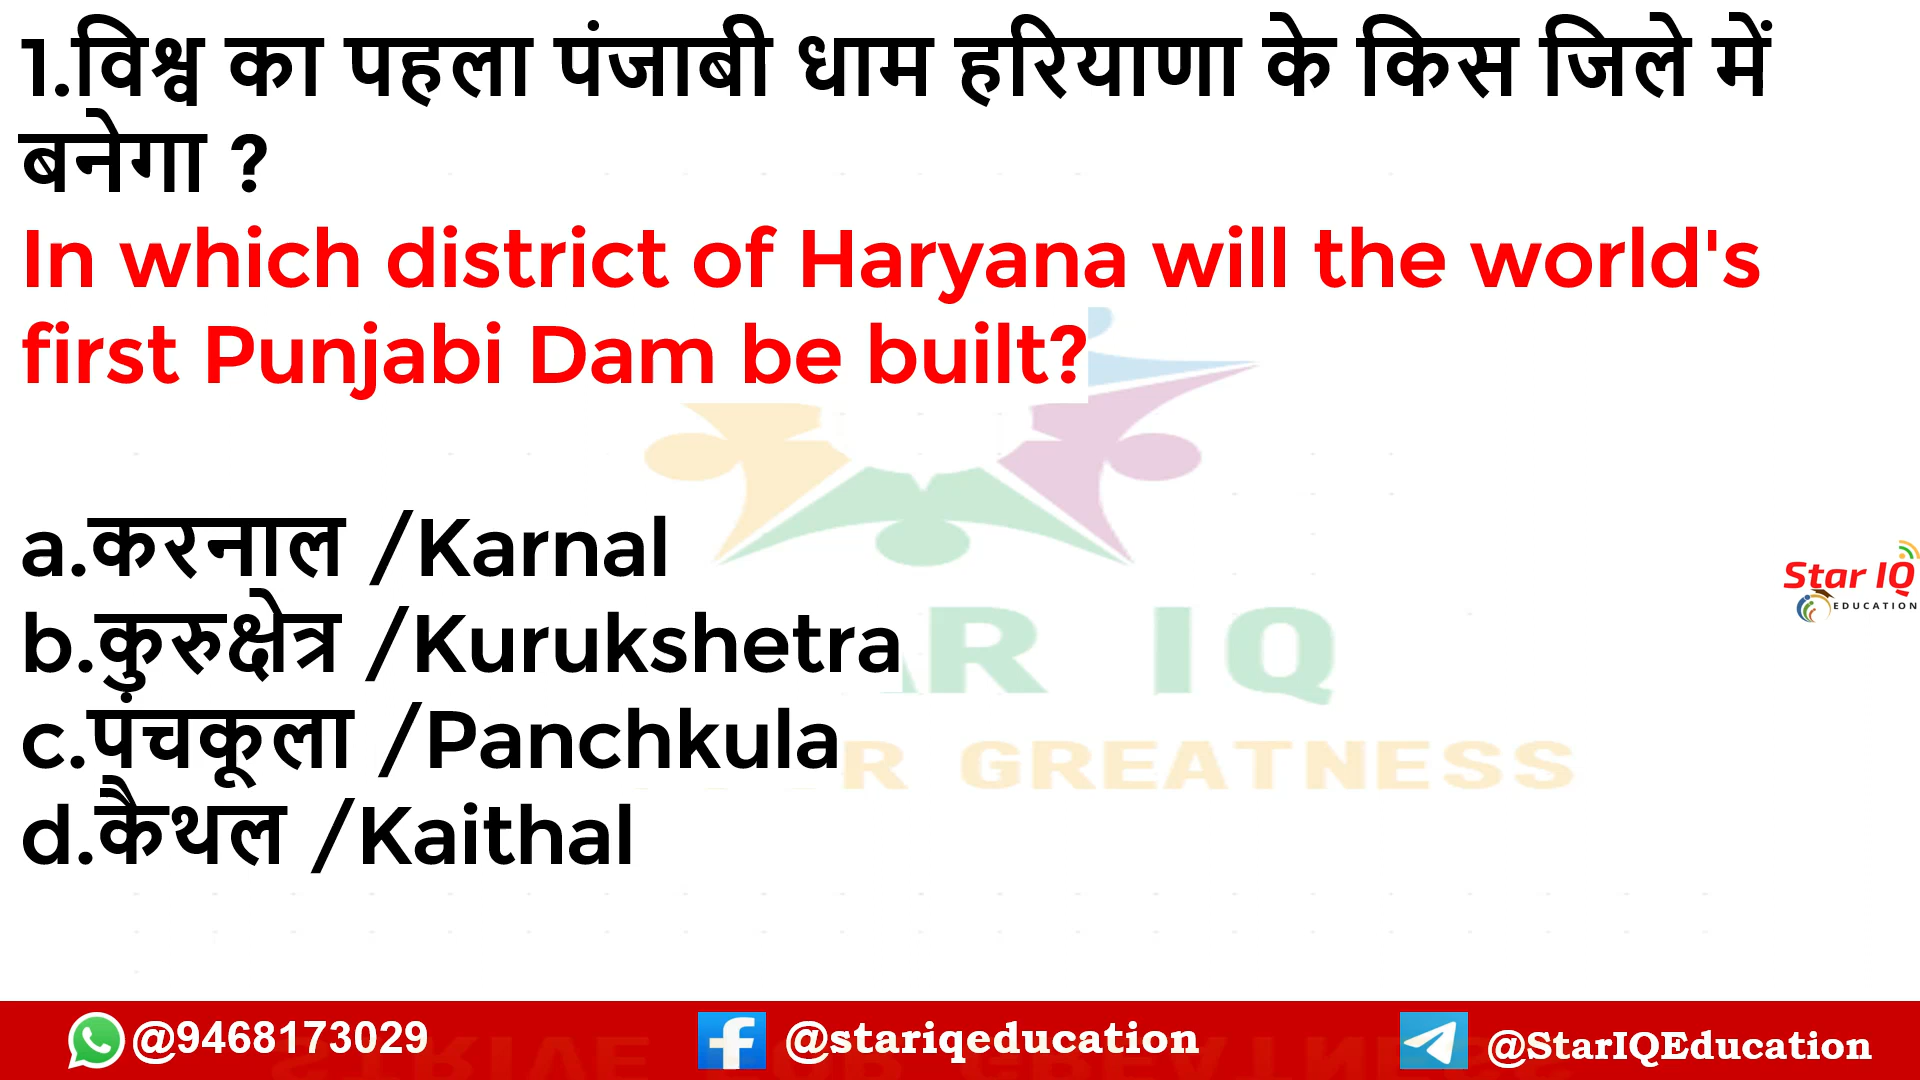 1.विश्व का पहला पंजाबी धाम हरियाणा के किस जिले में
बनेगा ?
In which district of Haryana will the world's
first Punjabi Dam be built?
a.करनाल /Karnal
b.कुरुक्षेत्र /Kurukshetra
c.पंचकूला /Panchkula
d.कैथल /Kaithal
AR IQ
R GREATNESS
Star IQ
EDUCATION
@9468173029
@stariqeducation
@StarIQEducation